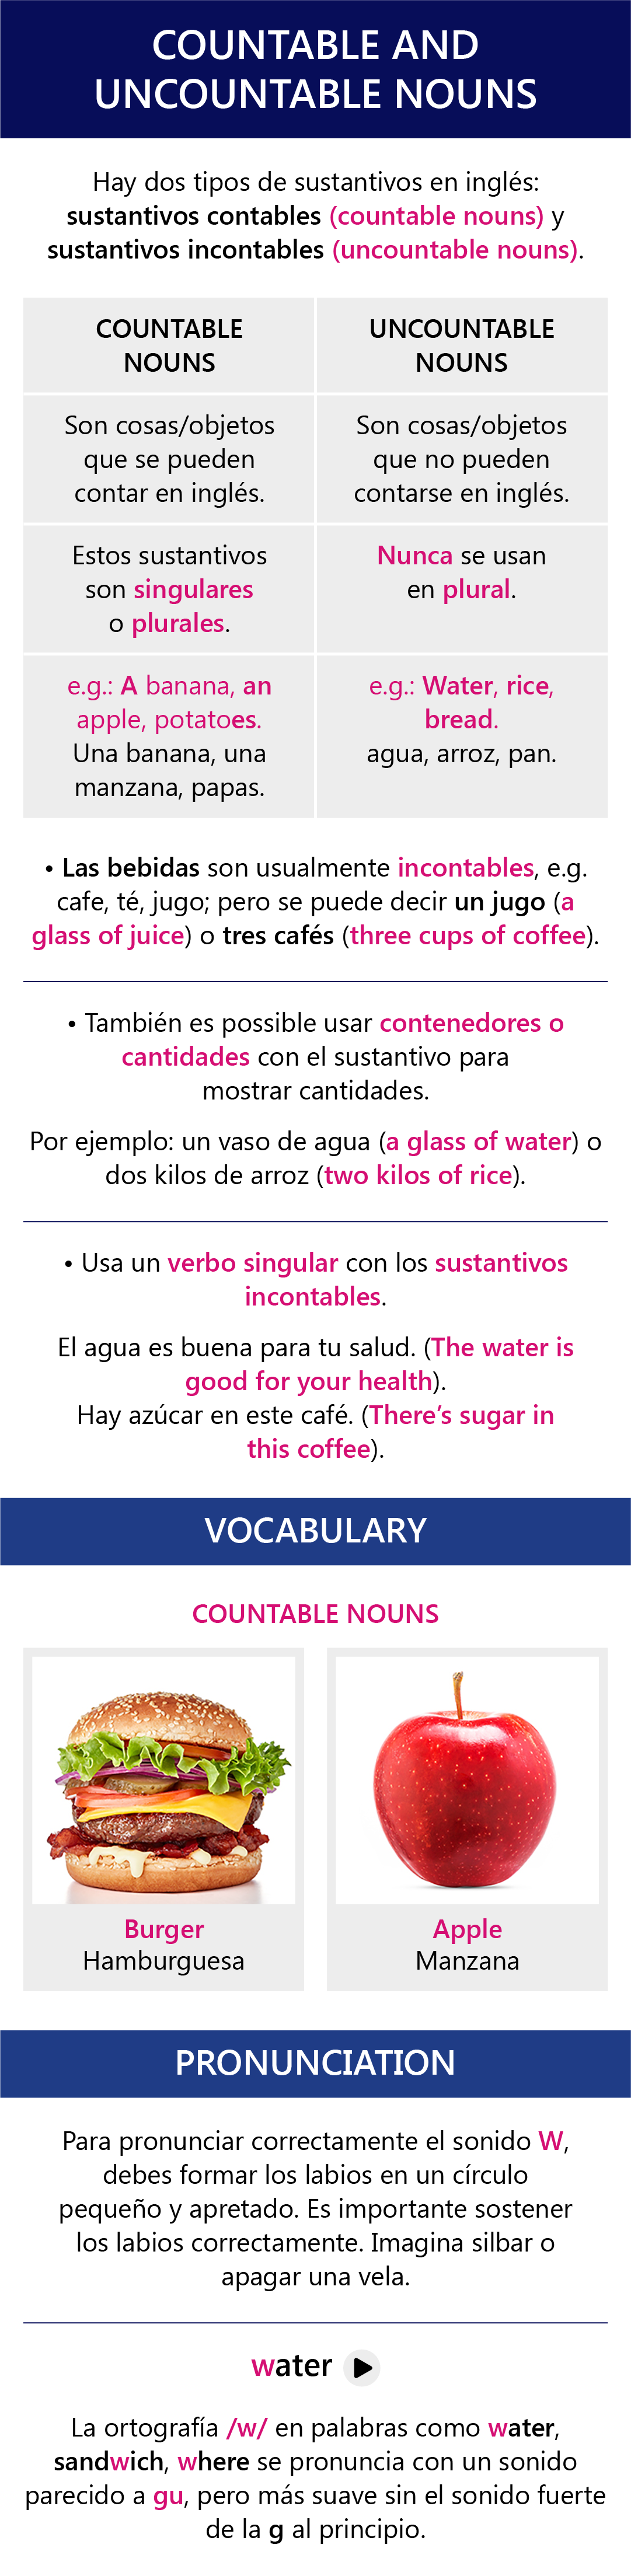 COUNTABLE AND
UNCOUNTABLE NOUNS
Hay dos tipos de sustantivos en inglés:
sustantivos contables (countable nouns) y
sustantivos incontables (uncountable nouns).
COUNTABLE
NOUNS
UNCOUNTABLE
NOUNS
Son cosas/objetos
que se pueden
contar en inglés.
Son cosas/objetos
que no pueden
contarse en inglés.
Estos sustantivos
son singulares
o plurales.
Nunca se usan
en plural.
e.g.: A banana, an
apple, potatoes.
Una banana, una
manzana, papas.
e.g.: Water, rice,
bread.
agua, arroz, pan.
• Las bebidas son usualmente incontables, e.g.
cafe, té, jugo; pero se puede decir un jugo (a
glass of juice) o tres cafés (three cups of coffee).
• También es possible usar contenedores o
cantidades con el sustantivo para
mostrar cantidades.
Por ejemplo: un vaso de agua (a glass of water) o
dos kilos de arroz (two kilos of rice).
• Usa un verbo singular con los sustantivos
incontables.
El agua es buena para tu salud. (The water is
good for your health).
Hay azúcar en este café. (There's sugar in
this coffee).
VOCABULARY
COUNTABLE NOUNS
Burger
Hamburguesa
Apple
Manzana
PRONUNCIATION
Para pronunciar correctamente el sonido W,
debes formar los labios en un círculo
pequeño y apretado. Es importante sostener
los labios correctamente. Imagina silbar o
apagar una vela.
water
La ortografía /w/ en palabras como water,
sandwich, where se pronuncia con un sonido
parecido a gu, pero más suave sin el sonido fuerte
de la g al principio.